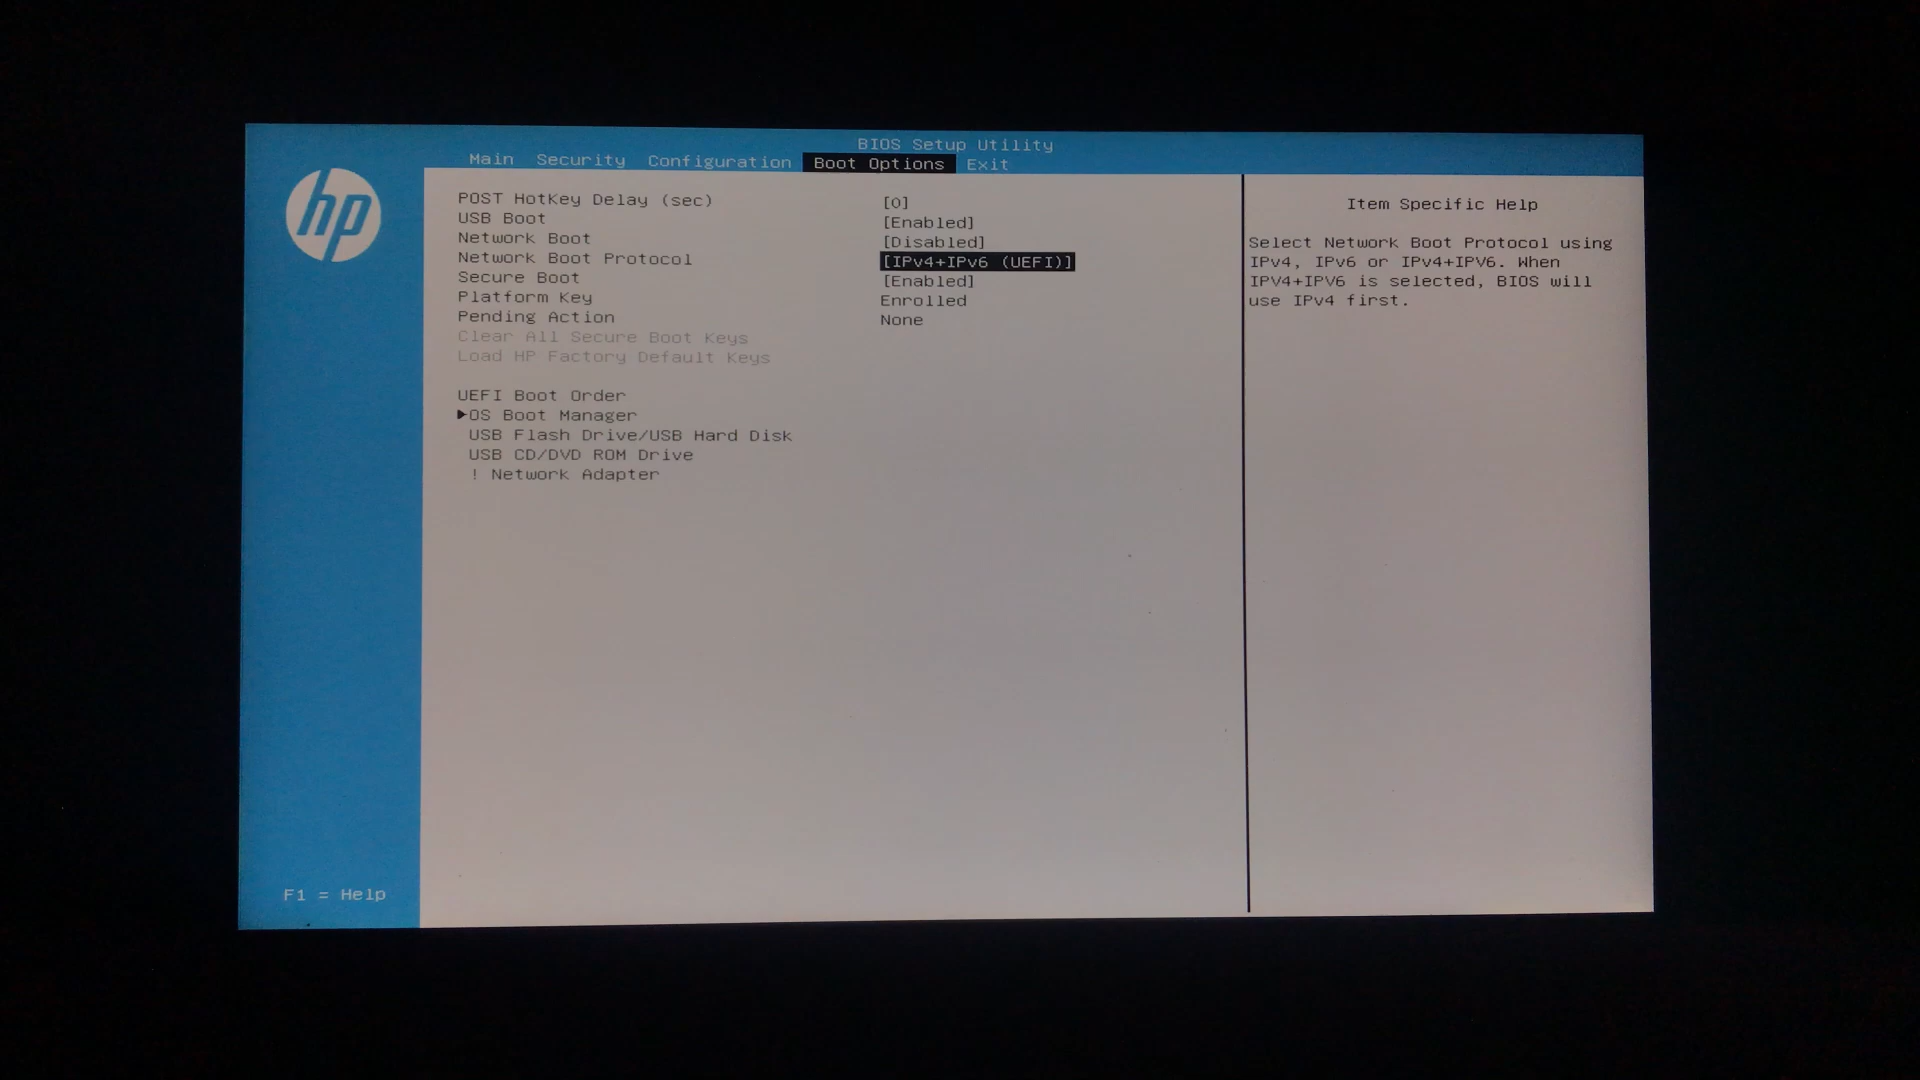 BIOS Setup Utility
Main Security Configuration Boot Options Exit
hp
POST HotKey Delay (sec) [0]
USB Boot [Enabled]
Network Boot [Disabled]
Network Boot Protocol [IPv4+IPv6 (UEFI)]
Secure Boot [Enabled]
Platform Key Enrolled
Pending Action None
Clear All Secure Boot Keys
Load HP Factory Default Keys
UEFI Boot Order
▶OS Boot Manager
USB Flash Drive/USB Hard Disk
USB CD/DVD ROM Drive
! Network Adapter
Item Specific Help
Select Network Boot Protocol using
IPv4, IPv6 or IPv4+IPV6. When
IPV4+IPV6 is selected, BIOS will
use IPv4 first.
F1 = Help